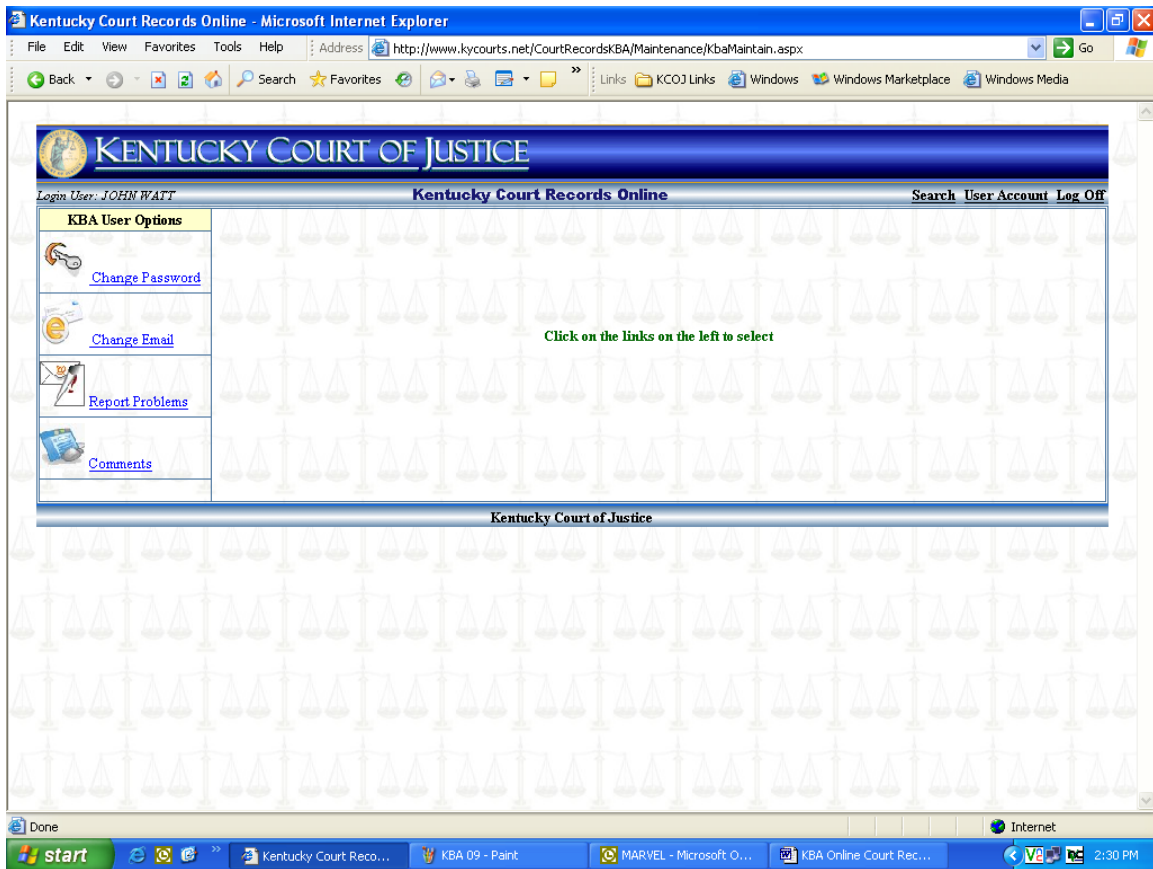 Kentucky Court Records Online - Microsoft Internet Explorer
File Edit View Favorites Tools Help Address http://www.kycourts.net/CourtRecordsKBA/Maintenance/KbaMaintain.aspx Go
Back Search Favorites » Links KCOJ Links Windows Windows Marketplace Windows Media
KENTUCKY COURT OF JUSTICE
Login User: JOHN WATT Kentucky Court Records Online Search User Account Log Off
KBA User Options
Change Password
Click on the links on the left to select
Change Email
Report Problems
Comments
Kentucky Court of Justice
Done Internet
start » Kentucky Court Reco... KBA 09 - Paint MARVEL - Microsoft O... KBA Online Court Rec... 2:30 PM